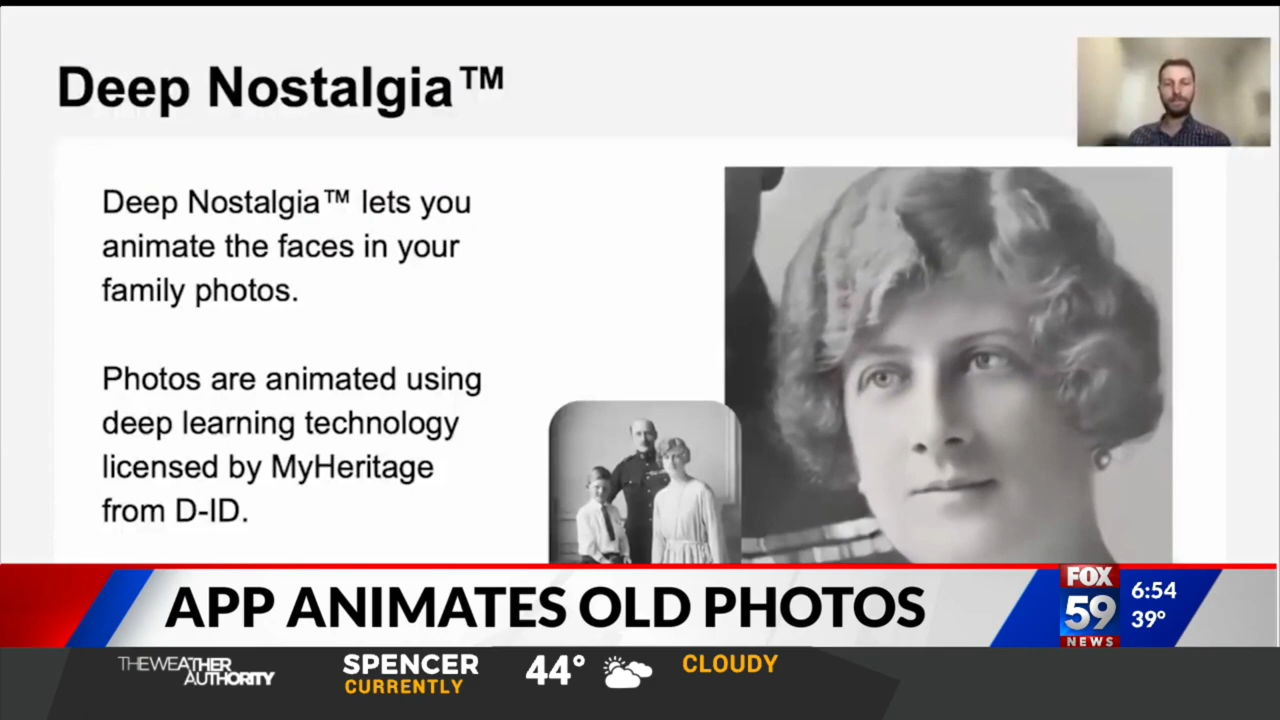 Deep Nostalgia™
Deep Nostalgia™ lets you
animate the faces in your
family photos.
Photos are animated using
deep learning technology
licensed by MyHeritage
from D-ID.
APP ANIMATES OLD PHOTOS
FOX
59
NEWS
6:54
39°
THE WEATHER
AUTHORITY
SPENCER
CURRENTLY
44°
CLOUDY